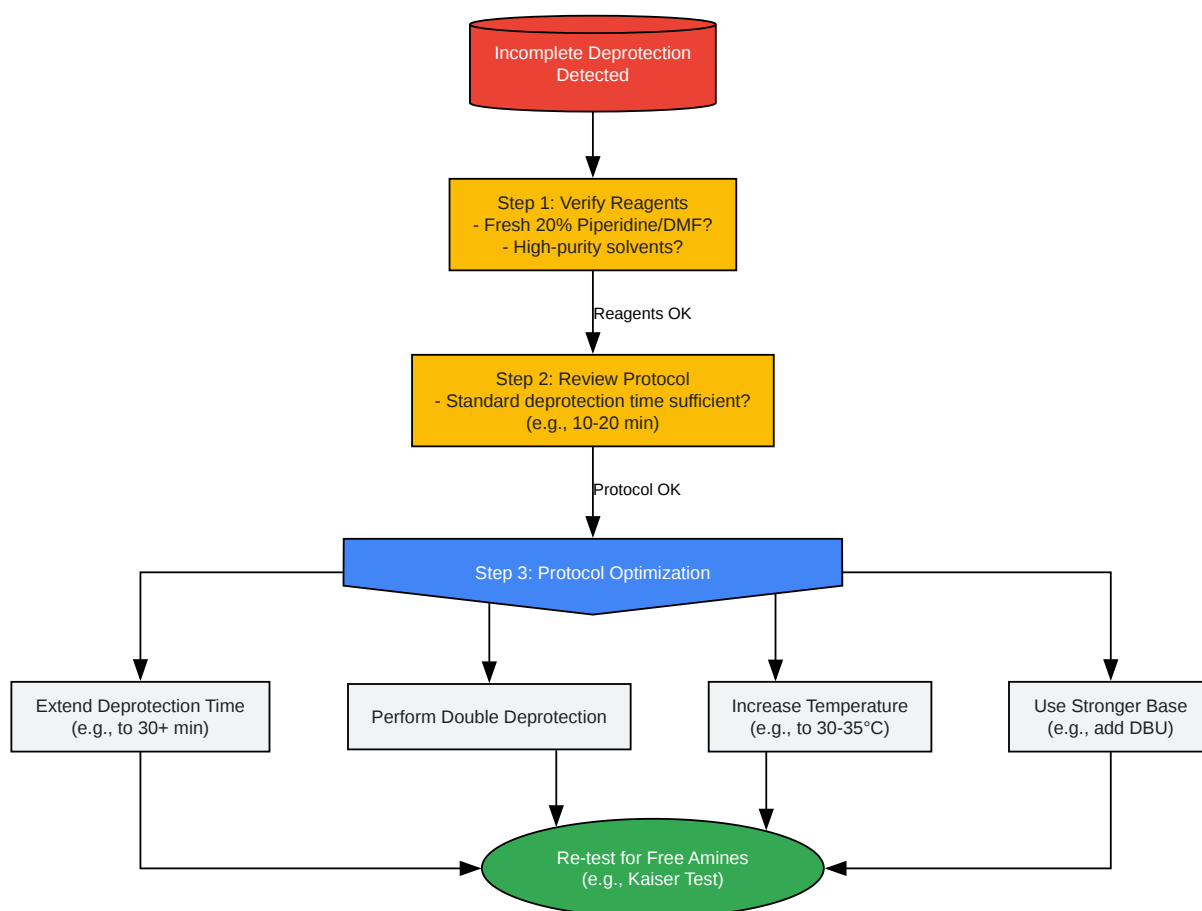 Incomplete Deprotection
Detected
Step 1: Verify Reagents
- Fresh 20% Piperidine/DMF?
- High-purity solvents?
Reagents OK
Step 2: Review Protocol
- Standard deprotection time sufficient?
(e.g., 10-20 min)
Protocol OK
Step 3: Protocol Optimization
Extend Deprotection Time
(e.g., to 30+ min)
Perform Double Deprotection
Increase Temperature
(e.g., to 30-35°C)
Use Stronger Base
(e.g., add DBU)
Re-test for Free Amines
(e.g., Kaiser Test)